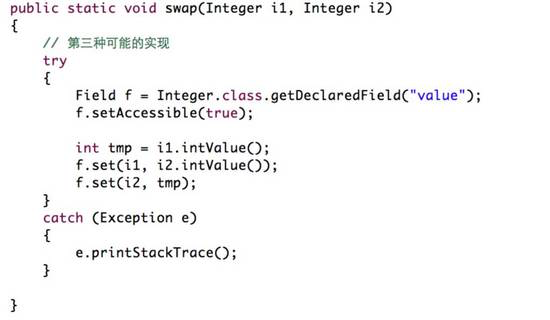 public static void swap(Integer i1, Integer i2)
{
    // 第三种可能的实现
    try
    {
        Field f = Integer.class.getDeclaredField("value");
        f.setAccessible(true);

        int tmp = i1.intValue();
        f.set(i1, i2.intValue());
        f.set(i2, tmp);
    }
    catch (Exception e)
    {
        e.printStackTrace();
    }

}